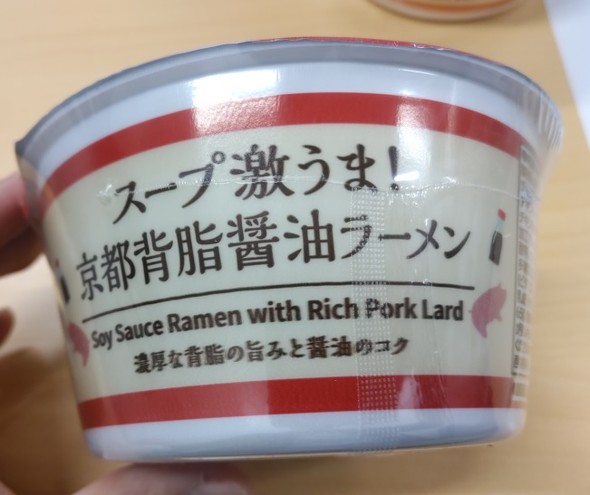 スープ激うま!
京都背脂醤油ラーメン
Soy Sauce Ramen with Rich Pork Lard
濃厚な背脂の旨みと醤油のコク